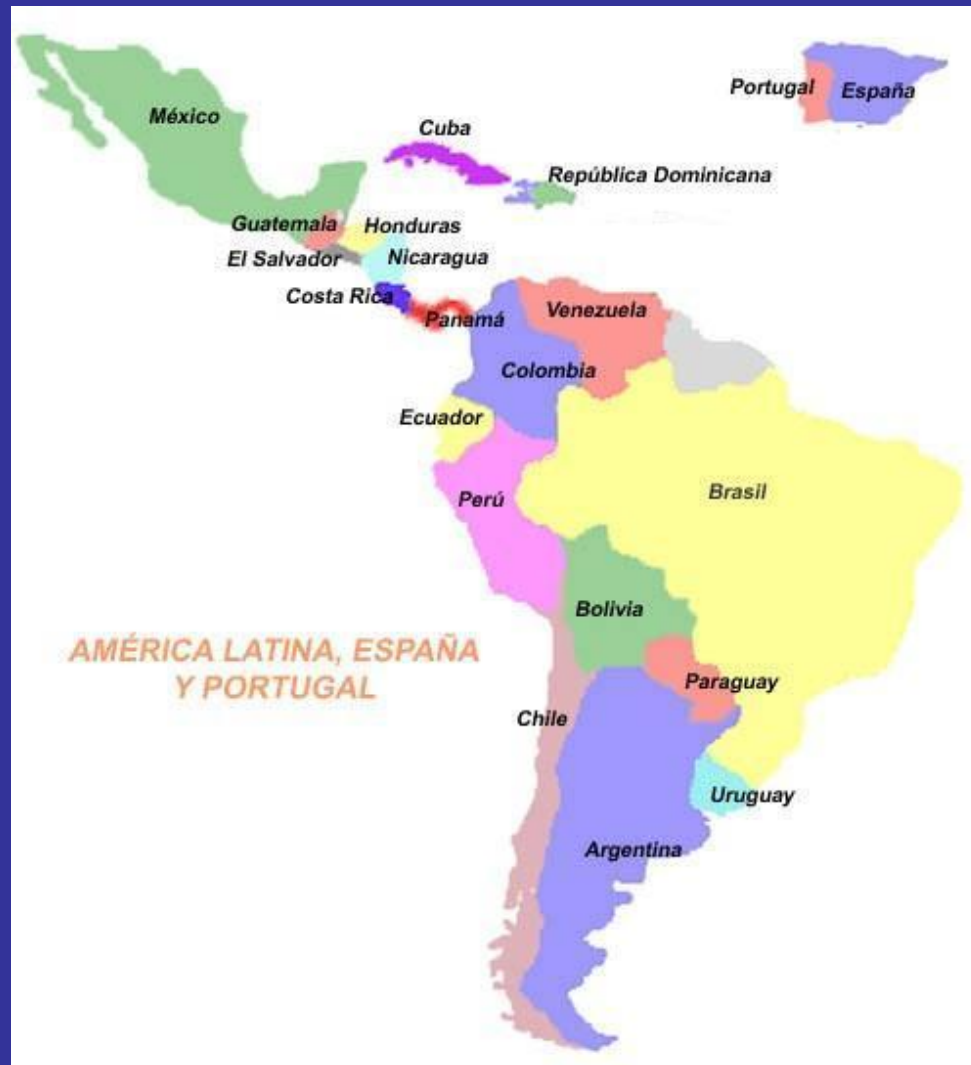 México
Portugal
España
Cuba
República Dominicana
Guatemala
Honduras
El Salvador
Nicaragua
Costa Rica
Panamá
Venezuela
Colombia
Ecuador
Perú
Brasil
Bolivia
AMÉRICA LATINA, ESPAÑA
Y PORTUGAL
Paraguay
Chile
Uruguay
Argentina